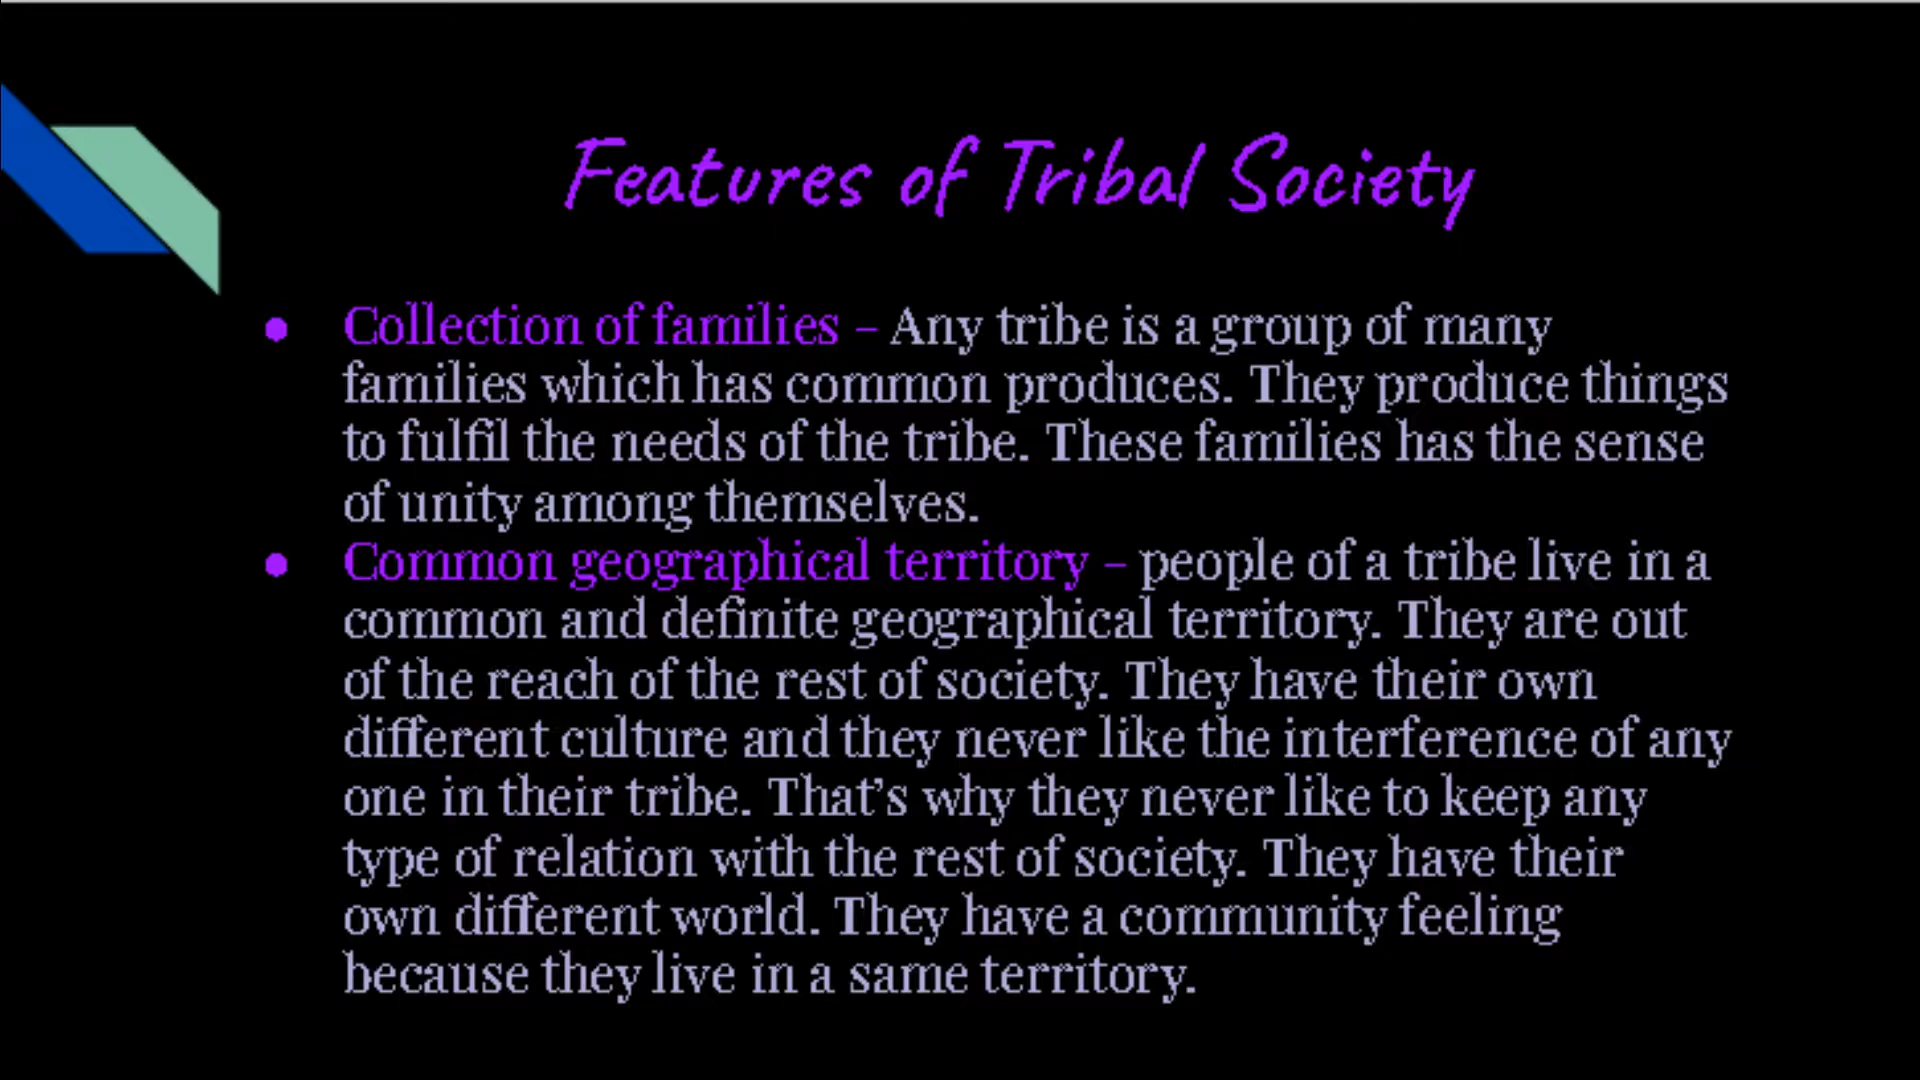 Features of Tribal Society
● Collection of families – Any tribe is a group of many
families which has common produces. They produce things
to fulfil the needs of the tribe. These families has the sense
of unity among themselves.
● Common geographical territory – people of a tribe live in a
common and definite geographical territory. They are out
of the reach of the rest of society. They have their own
different culture and they never like the interference of any
one in their tribe. That’s why they never like to keep any
type of relation with the rest of society. They have their
own different world. They have a community feeling
because they live in a same territory.